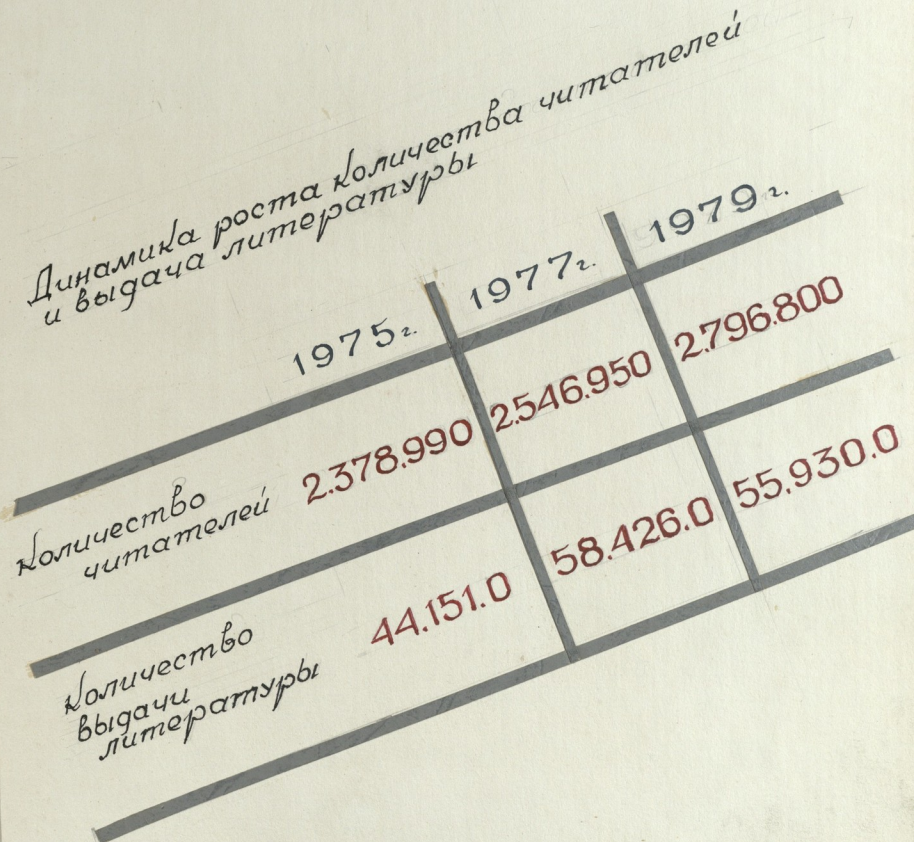 Динамика роста количества читателей
и выдача литературы
1975г. 1977г. 1979г.
Количество
читателей 2.378.990 2.546.950 2.796.800
Количество
выдачи
литературы 44.151.0 58.426.0 55.930.0